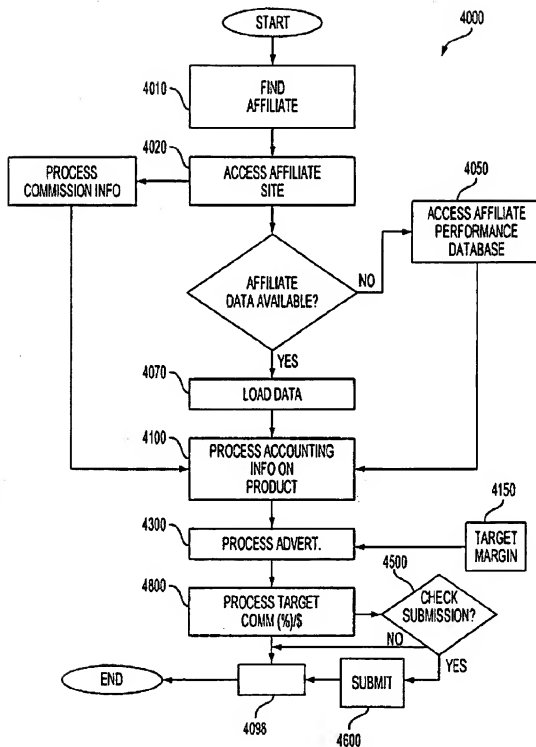 START
4000
4010
FIND
AFFILIATE
4020
ACCESS AFFILIATE
SITE
PROCESS
COMMISSION INFO
4050
ACCESS AFFILIATE
PERFORMANCE
DATABASE
AFFILIATE
DATA AVAILABLE?
NO
YES
4070
LOAD DATA
4100
PROCESS ACCOUNTING
INFO ON
PRODUCT
4150
TARGET
MARGIN
4300
PROCESS ADVERT.
4500
CHECK
SUBMISSION?
4800
PROCESS TARGET
COMM (%)/$
NO
YES
END
SUBMIT
4098
4600